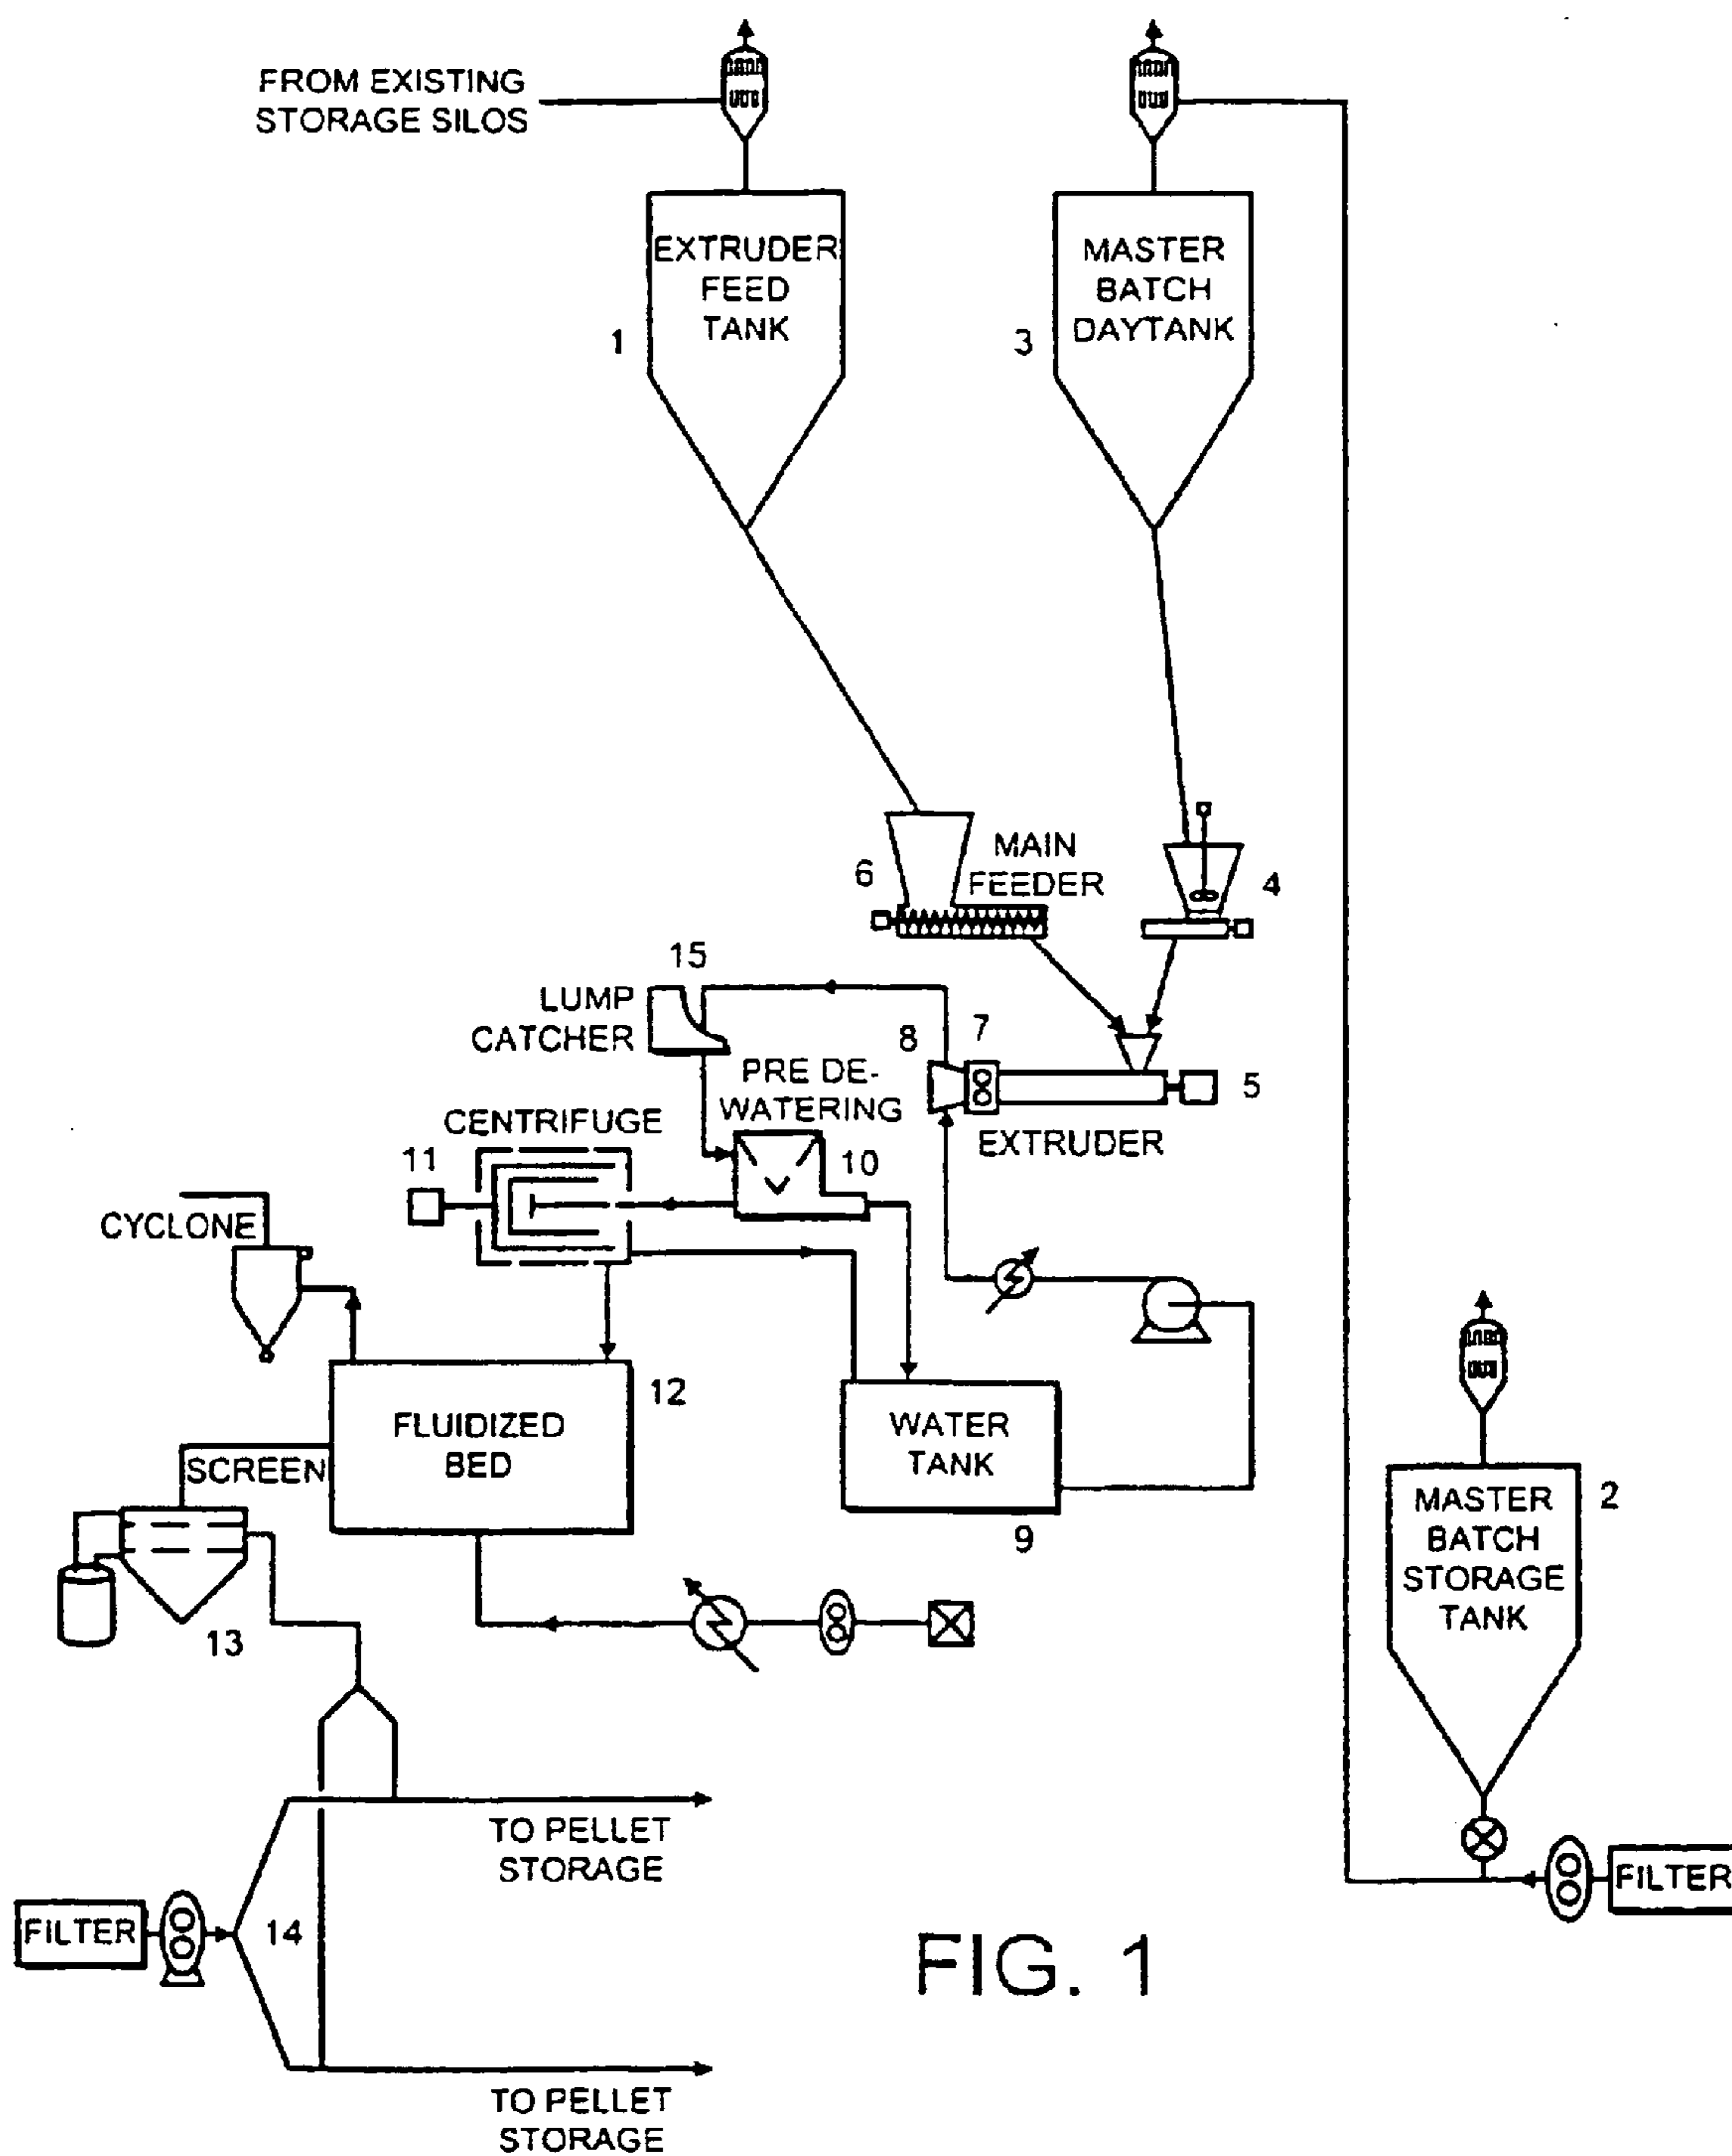 FROM EXISTING
STORAGE SILOS
EXTRUDER
FEED
TANK
1
MASTER
BATCH
DAYTANK
3
6
MAIN
FEEDER
4
15
LUMP
CATCHER
8
7
5
EXTRUDER
PRE DE-
WATERING
10
CENTRIFUGE
11
CYCLONE
12
FLUIDIZED
BED
WATER
TANK
9
SCREEN
13
MASTER
BATCH
STORAGE
TANK
2
TO PELLET
STORAGE
FILTER
14
FILTER
TO PELLET
STORAGE
FIG. 1